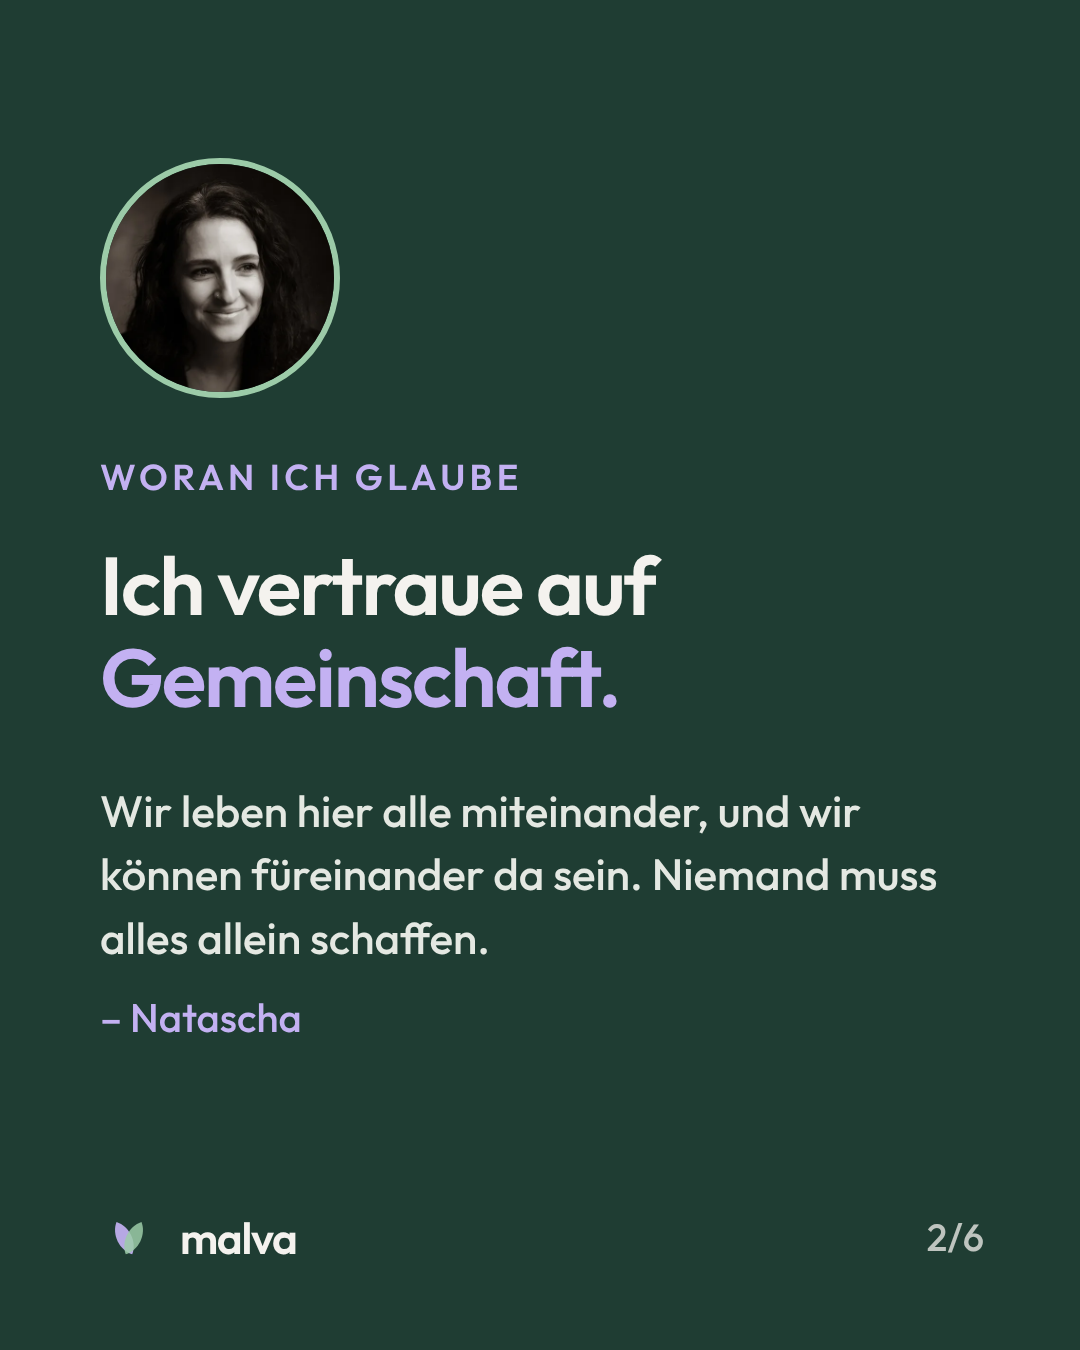 WORAN ICH GLAUBE
Ich vertraue auf
Gemeinschaft.
Wir leben hier alle miteinander, und wir
können füreinander da sein. Niemand muss
alles allein schaffen.
– Natascha
malva
2/6